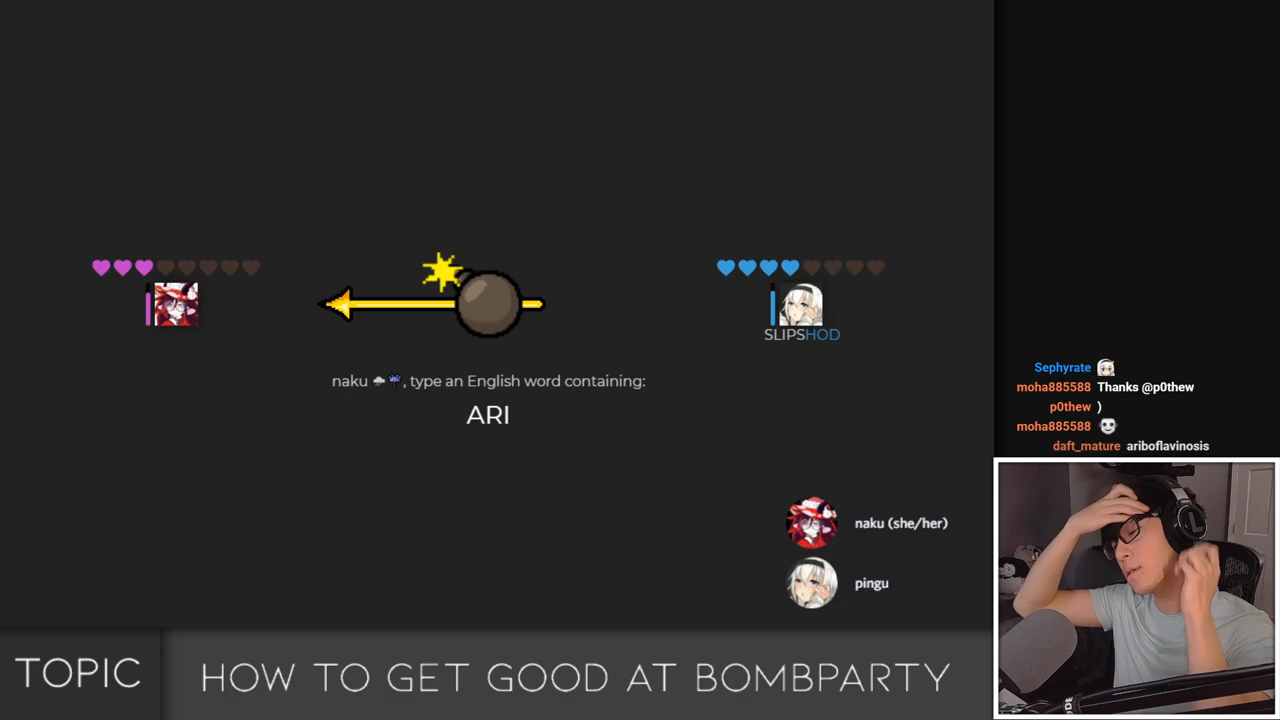 SLIPSHOD
naku 🌧️☔, type an English word containing:
ARI
naku (she/her)
pingu
TOPIC
HOW TO GET GOOD AT BOMBPARTY
Sephyrate
moha885588 Thanks @p0thew
p0thew )
moha885588
daft_mature ariboflavinosis